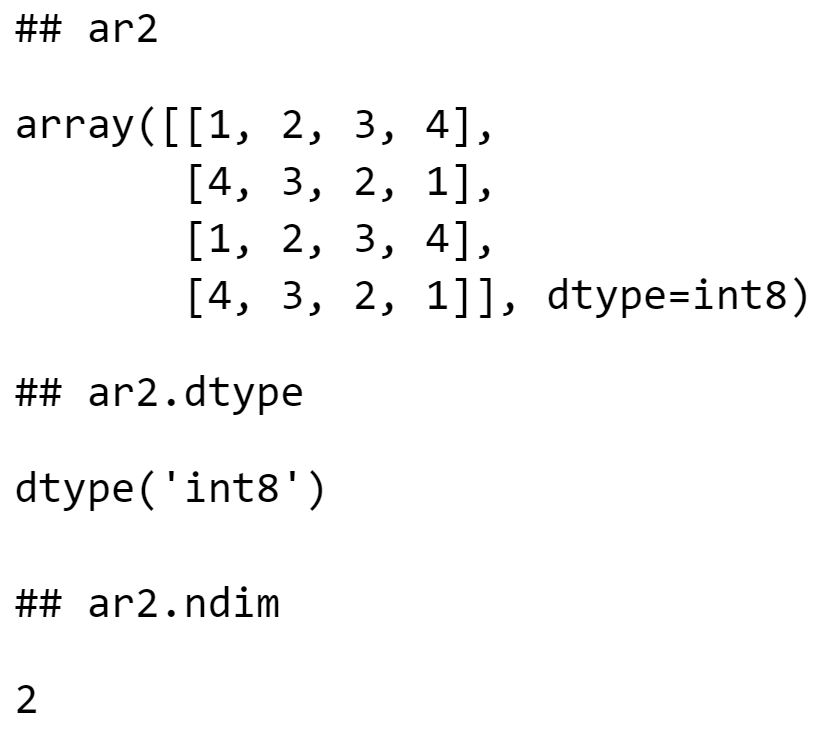 ## ar2
array([[1, 2, 3, 4],
       [4, 3, 2, 1],
       [1, 2, 3, 4],
       [4, 3, 2, 1]], dtype=int8)
## ar2.dtype
dtype('int8')
## ar2.ndim
2